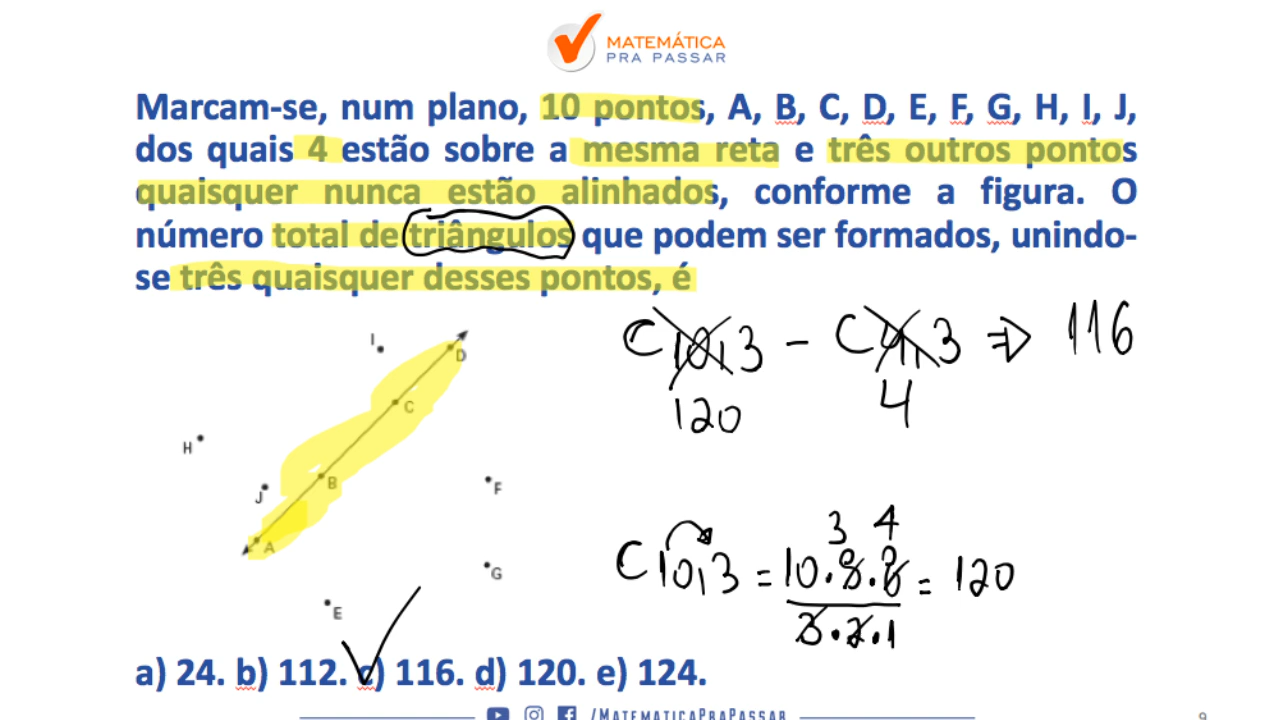 MATEMÁTICA
PRA PASSAR
Marcam-se, num plano, 10 pontos, A, B, C, D, E, F, G, H, I, J,
dos quais 4 estão sobre a mesma reta e três outros pontos
quaisquer nunca estão alinhados, conforme a figura. O
número total de triângulos que podem ser formados, unindo-
se três quaisquer desses pontos, é
C10,3 - C4,3 ⇒ 116
120 4
I
D
C
H
B
J
F
A
G
E
3 4
C10,3 = 10.9.8 = 120
3.2.1
a) 24. b) 112. c) 116. d) 120. e) 124.
/MATEMATICAPRAPASSAR
9